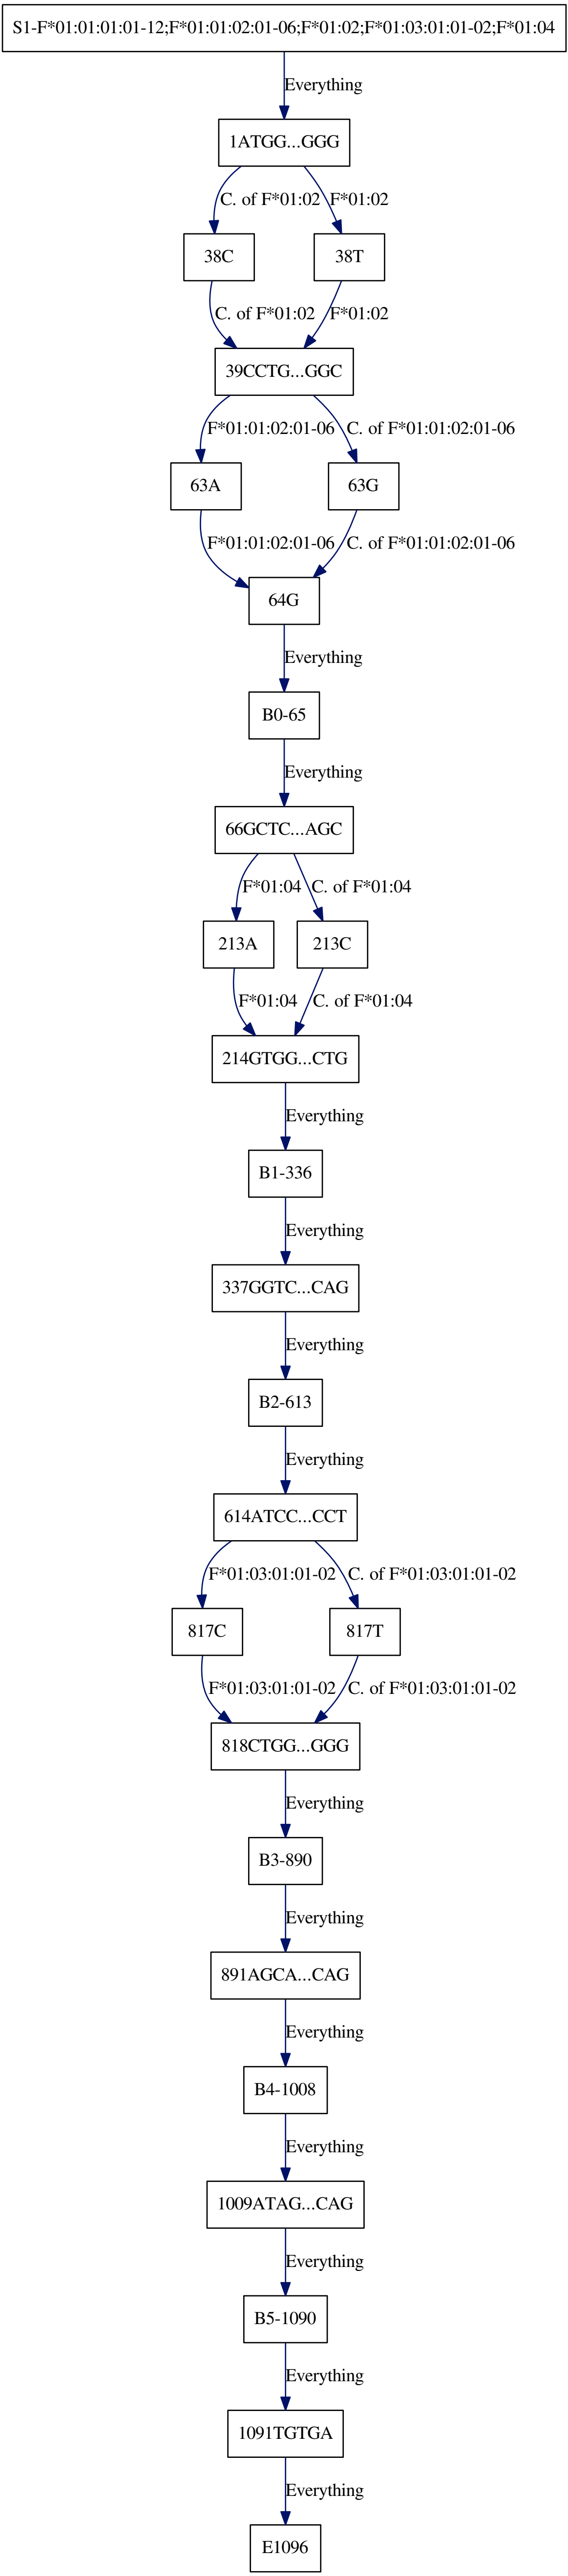 S1-F*01:01:01:01-12;F*01:01:02:01-06;F*01:02;F*01:03:01:01-02;F*01:04
Everything
1ATGG...GGG
C. of F*01:02
F*01:02
38C
38T
C. of F*01:02
F*01:02
39CCTG...GGC
F*01:01:02:01-06
C. of F*01:01:02:01-06
63A
63G
F*01:01:02:01-06
C. of F*01:01:02:01-06
64G
Everything
B0-65
Everything
66GCTC...AGC
F*01:04
C. of F*01:04
213A
213C
F*01:04
C. of F*01:04
214GTGG...CTG
Everything
B1-336
Everything
337GGTC...CAG
Everything
B2-613
Everything
614ATCC...CCT
F*01:03:01:01-02
C. of F*01:03:01:01-02
817C
817T
F*01:03:01:01-02
C. of F*01:03:01:01-02
818CTGG...GGG
Everything
B3-890
Everything
891AGCA...CAG
Everything
B4-1008
Everything
1009ATAG...CAG
Everything
B5-1090
Everything
1091TGTGA
Everything
E1096